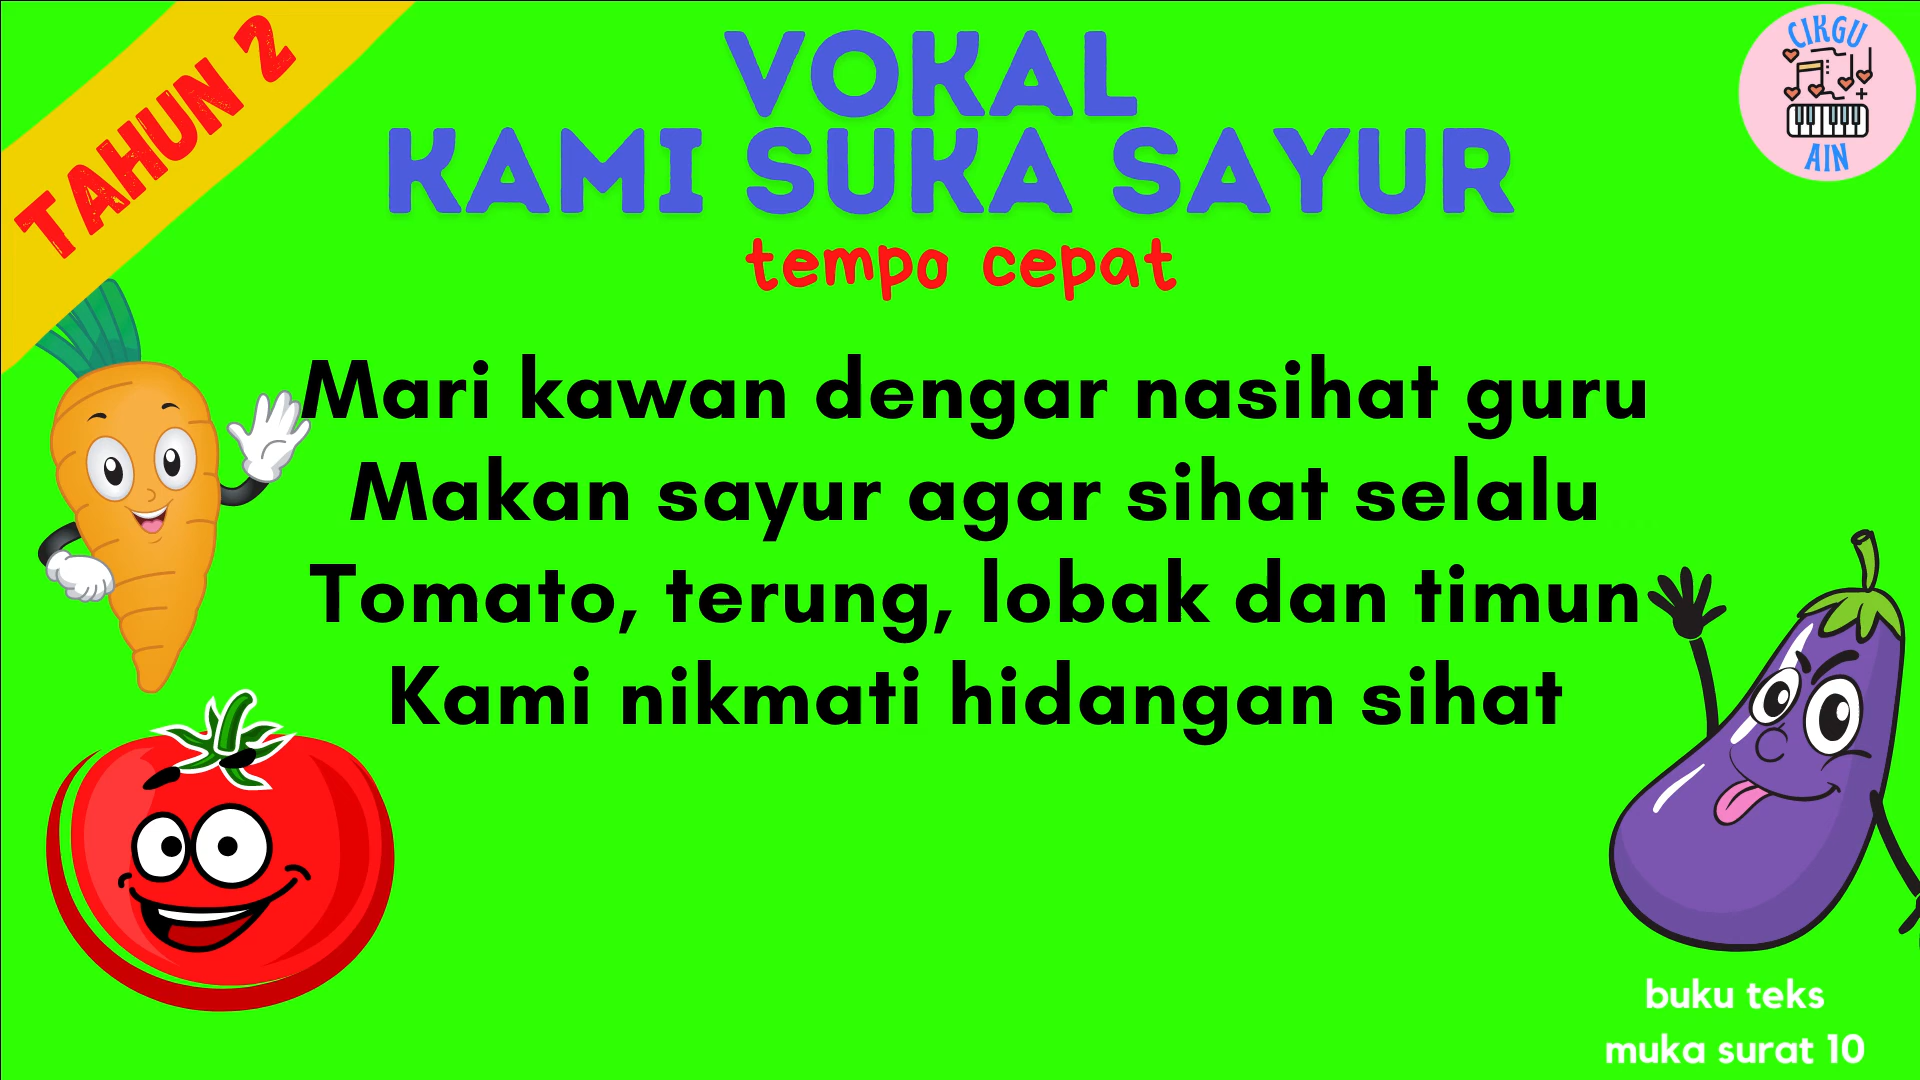 TAHUN 2
VOKAL
KAMI SUKA SAYUR
tempo cepat
CIKGU
AIN
Mari kawan dengar nasihat guru
Makan sayur agar sihat selalu
Tomato, terung, lobak dan timun
Kami nikmati hidangan sihat
buku teks
muka surat 10